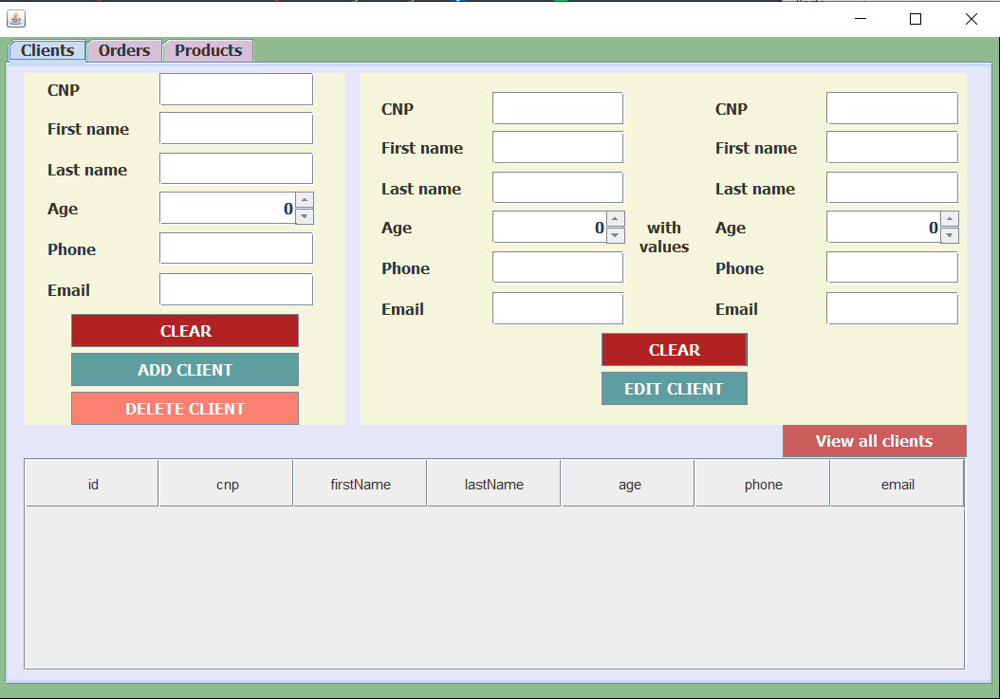 Clients Orders Products
CNP
First name
Last name
Age 0
Phone
Email
CLEAR
ADD CLIENT
DELETE CLIENT
CNP
First name
Last name
Age 0
Phone
Email
with
values
CNP
First name
Last name
Age 0
Phone
Email
CLEAR
EDIT CLIENT
View all clients
id cnp firstName lastName age phone email